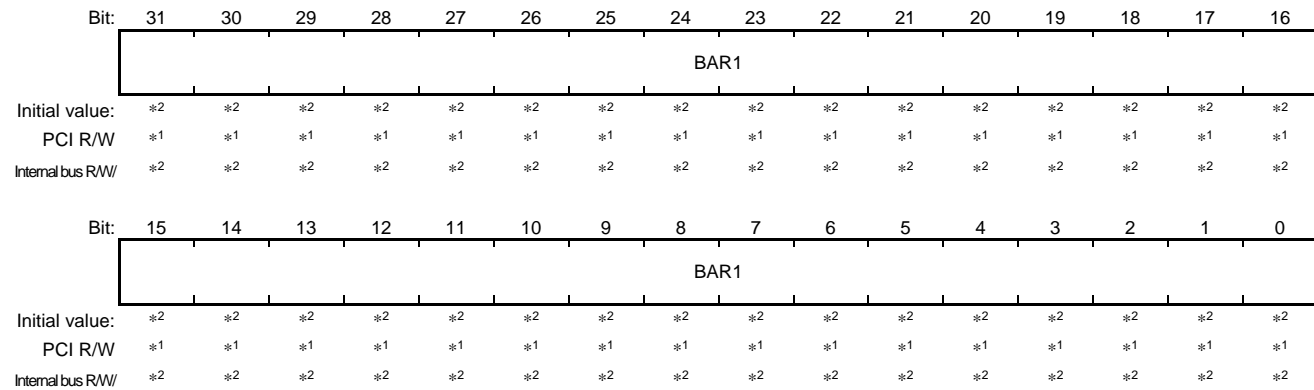 Bit: 31 30 29 28 27 26 25 24 23 22 21 20 19 18 17 16
BAR1
Initial value: *2 *2 *2 *2 *2 *2 *2 *2 *2 *2 *2 *2 *2 *2 *2 *2
PCI R/W *1 *1 *1 *1 *1 *1 *1 *1 *1 *1 *1 *1 *1 *1 *1 *1
Internal bus R/W/ *2 *2 *2 *2 *2 *2 *2 *2 *2 *2 *2 *2 *2 *2 *2 *2
Bit: 15 14 13 12 11 10 9 8 7 6 5 4 3 2 1 0
BAR1
Initial value: *2 *2 *2 *2 *2 *2 *2 *2 *2 *2 *2 *2 *2 *2 *2 *2
PCI R/W *1 *1 *1 *1 *1 *1 *1 *1 *1 *1 *1 *1 *1 *1 *1 *1
Internal bus R/W/ *2 *2 *2 *2 *2 *2 *2 *2 *2 *2 *2 *2 *2 *2 *2 *2